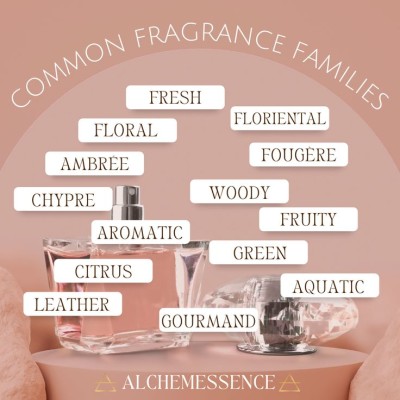 COMMON FRAGRANCE FAMILIES
FRESH
FLORIENTAL
FLORAL
FOUGÈRE
AMBRÉE
WOODY
CHYPRE
FRUITY
AROMATIC
GREEN
CITRUS
AQUATIC
LEATHER
GOURMAND
ALCHEMESSENCE